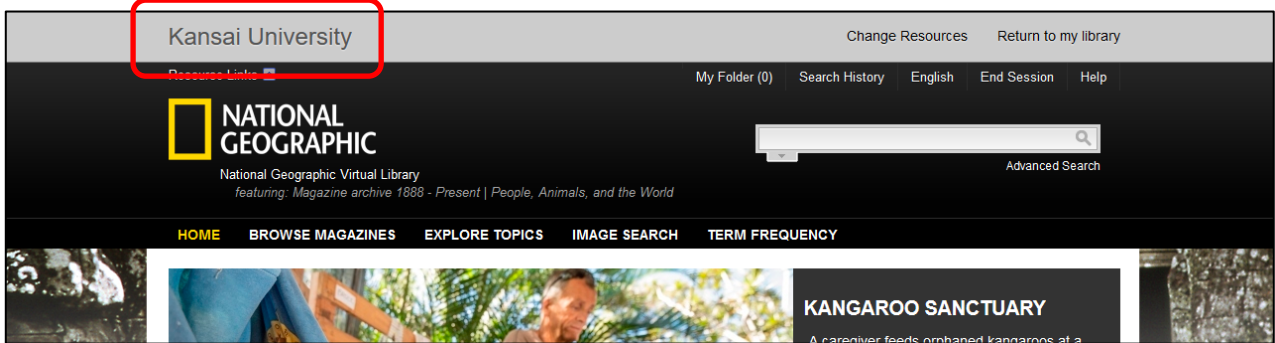 Kansai University
Change Resources Return to my library
Resource Links
My Folder (0) Search History English End Session Help
NATIONAL
GEOGRAPHIC
National Geographic Virtual Library
featuring: Magazine archive 1888 - Present | People, Animals, and the World
Advanced Search
HOME BROWSE MAGAZINES EXPLORE TOPICS IMAGE SEARCH TERM FREQUENCY
KANGAROO SANCTUARY
A caregiver feeds orphaned kangaroos at a